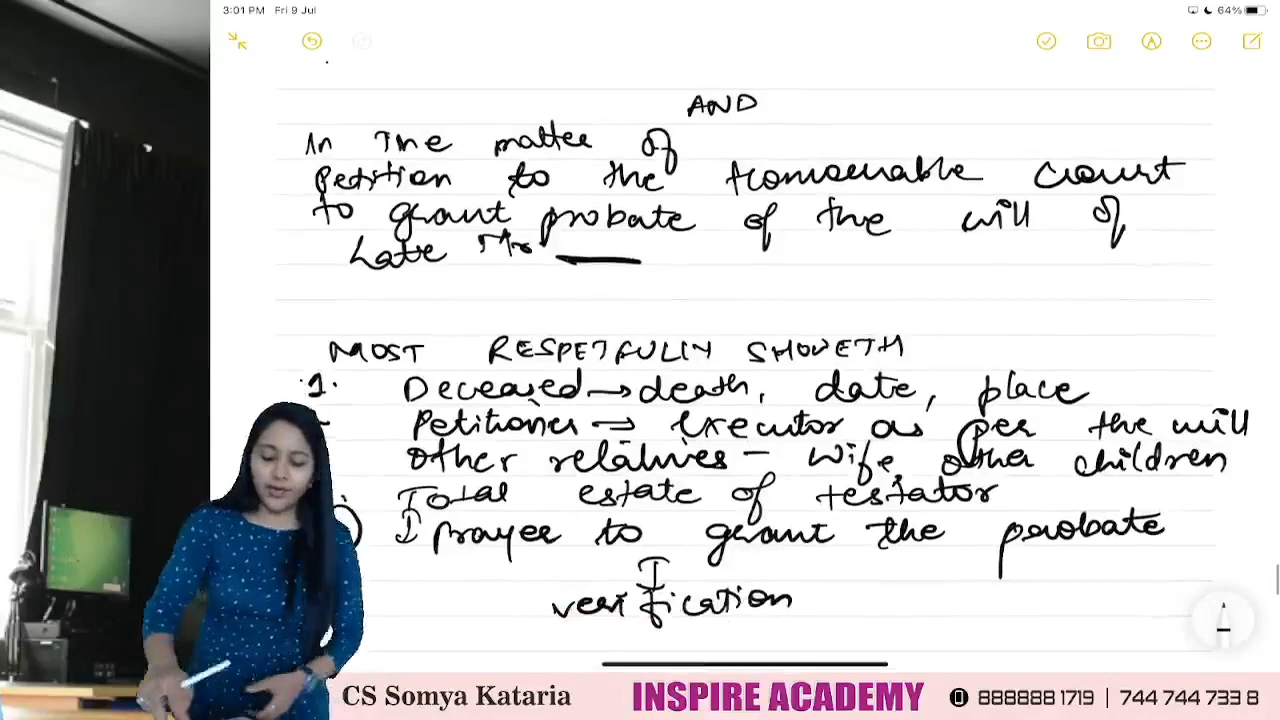 3:01 PM Fri 9 Jul
64%
AND
In The matter of
Petition to the Honourable Court
to grant probate of the will of
Late Mr
MOST RESPETFULLY SHOWETH
1. Deceased → death, date, place
Petitioner → Executor as per the will
other relatives - wife, other children
Total estate of testator
I prayer to grant the probate
I
verification
CS Somya Kataria INSPIRE ACADEMY 888888 1719 | 744 744 733 8